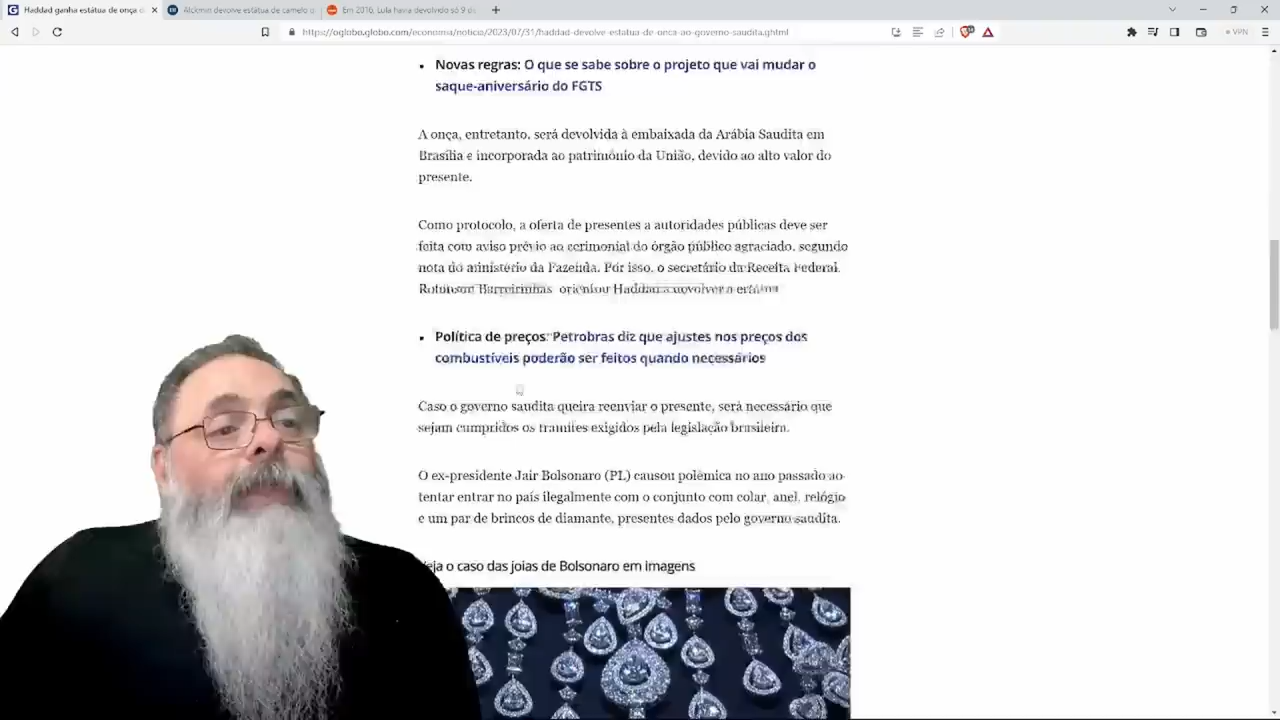 Haddad ganha estátua de onça d
Alckmin devolve estátua de camelo
Em 2016, Lula havia devolvido só 9 d
https://oglobo.globo.com/economia/noticia/2023/07/31/haddad-devolve-estatua-de-onca-ao-governo-saudita.ghtml
VPN
• Novas regras: O que se sabe sobre o projeto que vai mudar o
saque-aniversário do FGTS
A onça, entretanto, será devolvida à embaixada da Arábia Saudita em
Brasília e incorporada ao patrimônio da União, devido ao alto valor do
presente.
Como protocolo, a oferta de presentes a autoridades públicas deve ser
feita com aviso prévio ao cerimonial do órgão público agraciado, segundo
nota do ministério da Fazenda. Por isso, o secretário da Receita Federal,
Robinson Barreirinhas, orientou Haddad a devolver
• Política de preços: Petrobras diz que ajustes nos preços dos
combustíveis poderão ser feitos quando necessários
Caso o governo saudita queira reenviar o presente, será necessário que
sejam cumpridos os tramites exigidos pela legislação brasileira.
O ex-presidente Jair Bolsonaro (PL) causou polêmica no ano passado ao
tentar entrar no país ilegalmente com o conjunto com colar, anel, relógio
e um par de brincos de diamante, presentes dados pelo governo saudita.
eja o caso das joias de Bolsonaro em imagens